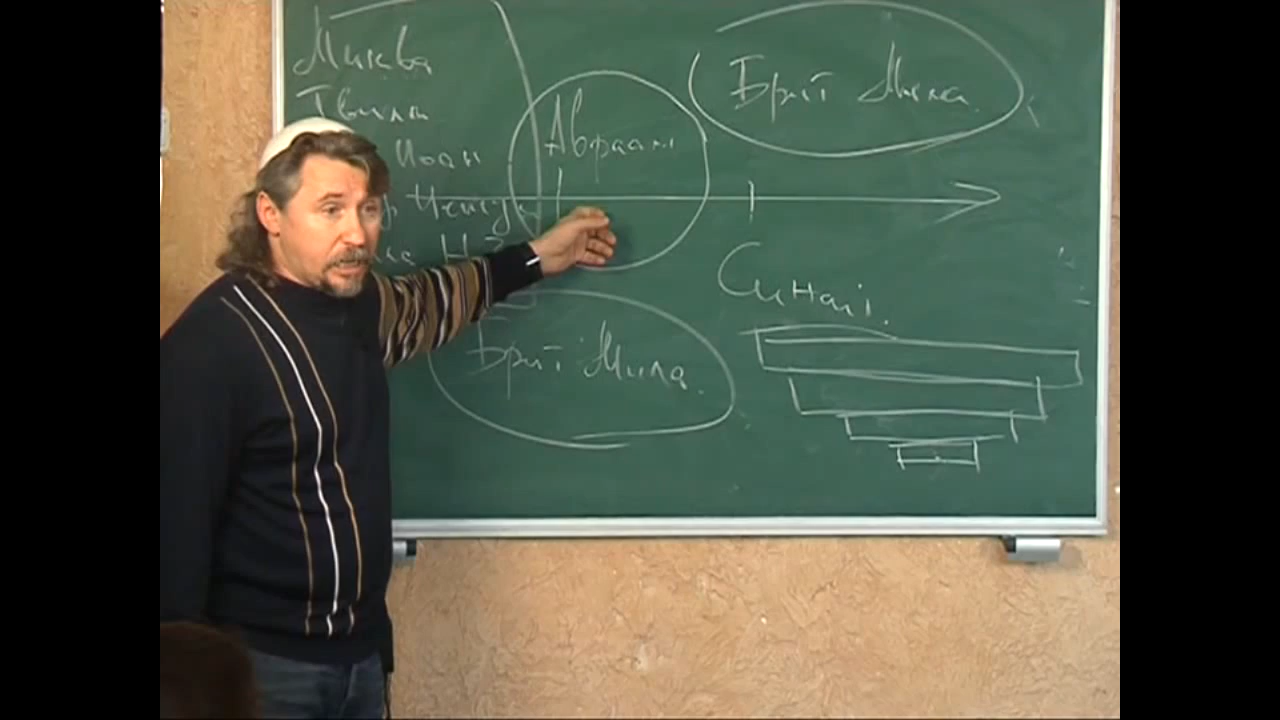 Миква
Твила
Иоан
Н.З.
Авраам
Брит Мила.
Синай.
Брит Мила.